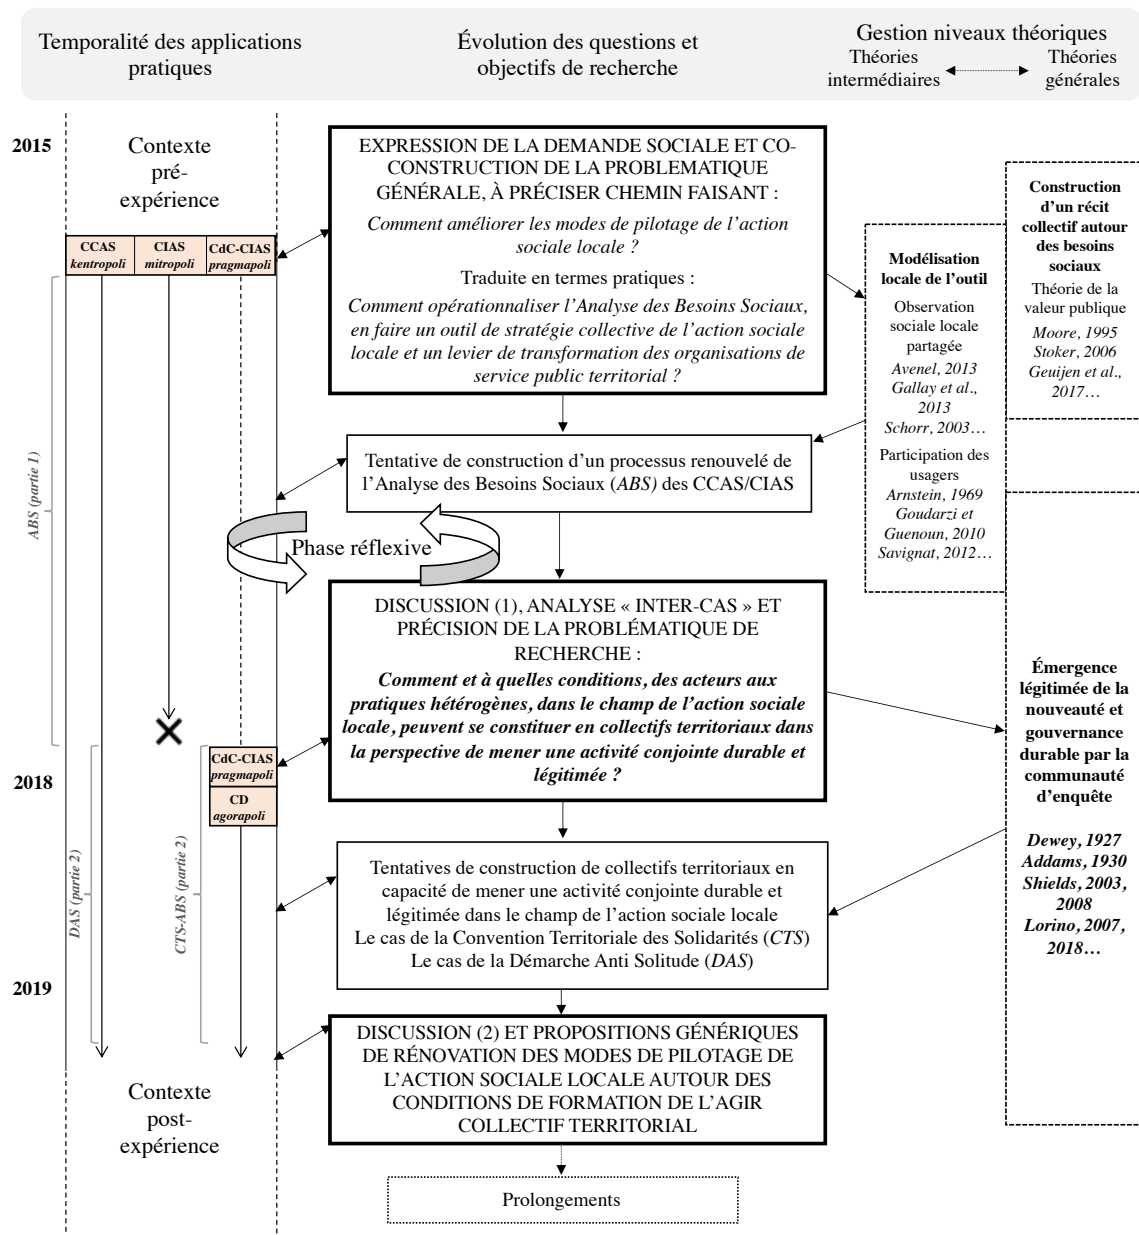 Temporalité des applications
pratiques
Évolution des questions et
objectifs de recherche
Gestion niveaux théoriques
Théories
intermédiaires
Théories
générales
2015
Contexte
pré-
expérience
CCAS
kentropoli
CIAS
mitropoli
CdC-CIAS
pragmapoli
ABS (partie 1)
EXPRESSION DE LA DEMANDE SOCIALE ET CO-
CONSTRUCTION DE LA PROBLEMATIQUE
GÉNÉRALE, À PRÉCISER CHEMIN FAISANT :
Comment améliorer les modes de pilotage de l’action
sociale locale ?
Traduite en termes pratiques :
Comment opérationnaliser l’Analyse des Besoins Sociaux,
en faire un outil de stratégie collective de l’action sociale
locale et un levier de transformation des organisations de
service public territorial ?
Modélisation
locale de l’outil
Observation
sociale locale
partagée
Avenel, 2013
Gallay et al.,
2013
Schorr, 2003…
Participation des
usagers
Arnstein, 1969
Goudarzi et
Guenoun, 2010
Savignat, 2012…
Construction
d’un récit
collectif autour
des besoins
sociaux
Théorie de la
valeur publique
Moore, 1995
Stoker, 2006
Geuijen et al.,
2017…
Tentative de construction d’un processus renouvelé de
l’Analyse des Besoins Sociaux (ABS) des CCAS/CIAS
Phase réflexive
DISCUSSION (1), ANALYSE « INTER-CAS » ET
PRÉCISION DE LA PROBLÉMATIQUE DE
RECHERCHE :
Comment et à quelles conditions, des acteurs aux
pratiques hétérogènes, dans le champ de l’action sociale
locale, peuvent se constituer en collectifs territoriaux dans
la perspective de mener une activité conjointe durable et
légitimée ?
Émergence
légitimée de la
nouveauté et
gouvernance
durable par la
communauté
d’enquête
Dewey, 1927
Addams, 1930
Shields, 2003,
2008
Lorino, 2007,
2018…
2018
CdC-CIAS
pragmapoli
CD
agorapoli
DAS (partie 2)
CTS-ABS (partie 2)
Tentatives de construction de collectifs territoriaux en
capacité de mener une activité conjointe durable et
légitimée dans le champ de l’action sociale locale
Le cas de la Convention Territoriale des Solidarités (CTS)
Le cas de la Démarche Anti Solitude (DAS)
2019
DISCUSSION (2) ET PROPOSITIONS GÉNÉRIQUES
DE RÉNOVATION DES MODES DE PILOTAGE DE
L’ACTION SOCIALE LOCALE AUTOUR DES
CONDITIONS DE FORMATION DE L’AGIR
COLLECTIF TERRITORIAL
Contexte
post-
expérience
Prolongements